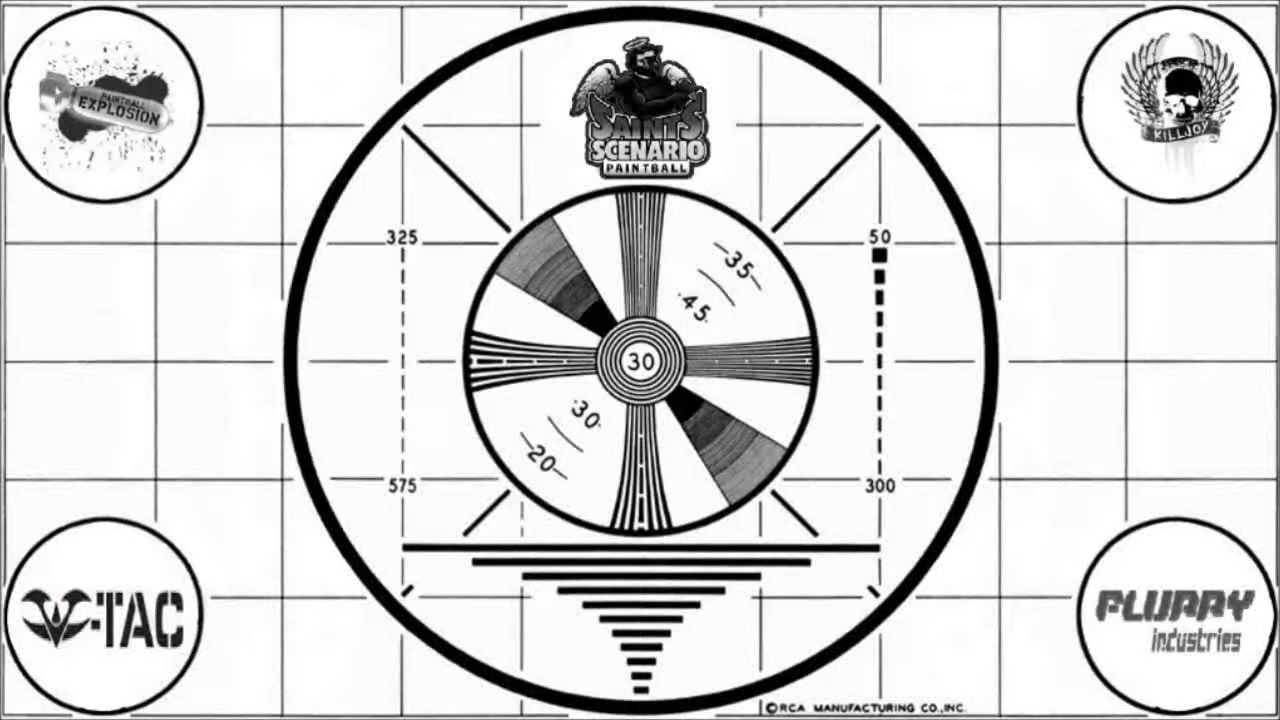 PAINTBALL
EXPLOSION
SAINTS
SCENARIO
PAINTBALL
KILLJOY
325
50
-35-
.45.
30
.30.
-20-
575
300
V-TAC
PLURRY
industries
©RCA MANUFACTURING CO., INC.